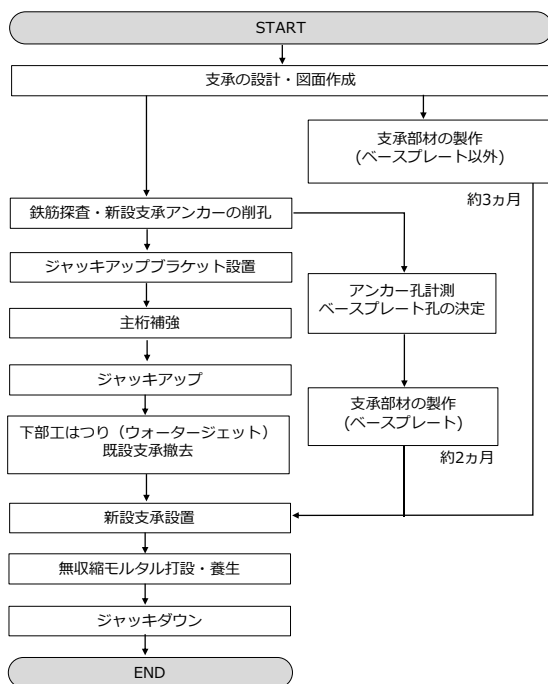 START
支承の設計・図面作成
支承部材の製作
(ベースプレート以外)
約3ヵ月
鉄筋探査・新設支承アンカーの削孔
ジャッキアップブラケット設置
アンカー孔計測
ベースプレート孔の決定
主桁補強
ジャッキアップ
支承部材の製作
(ベースプレート)
約2ヵ月
下部工はつり（ウォータージェット）
既設支承撤去
新設支承設置
無収縮モルタル打設・養生
ジャッキダウン
END